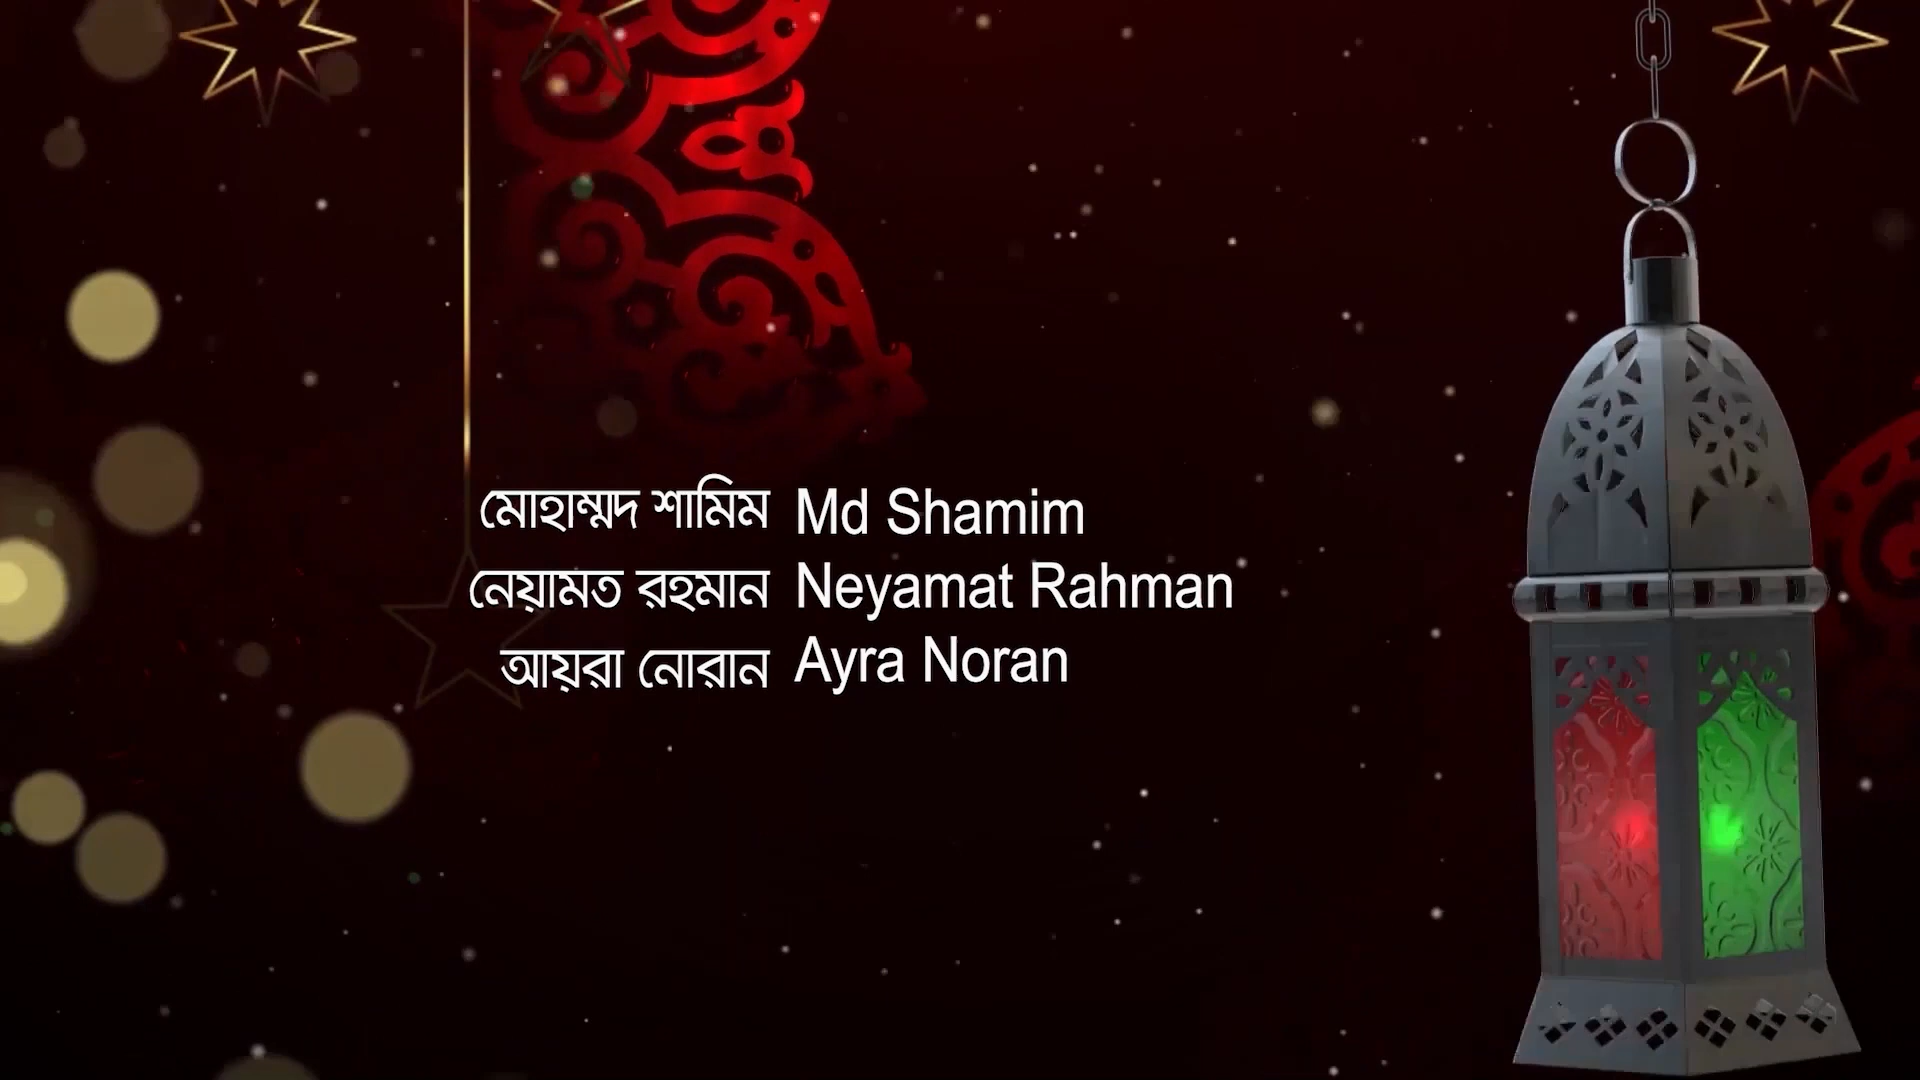 মোহাম্মদ শামিম Md Shamim
নেয়ামত রহমান Neyamat Rahman
আয়রা নোরান Ayra Noran